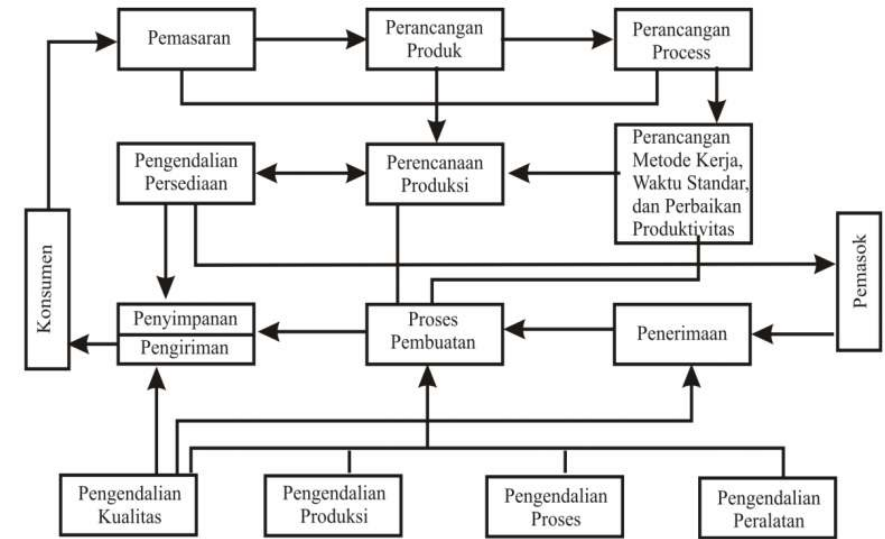 Pemasaran
Perancangan
Produk
Perancangan
Process
Pengendalian
Persediaan
Perencanaan
Produksi
Perancangan
Metode Kerja,
Waktu Standar,
dan Perbaikan
Produktivitas
Konsumen
Pemasok
Penyimpanan
Pengiriman
Proses
Pembuatan
Penerimaan
Pengendalian
Kualitas
Pengendalian
Produksi
Pengendalian
Proses
Pengendalian
Peralatan